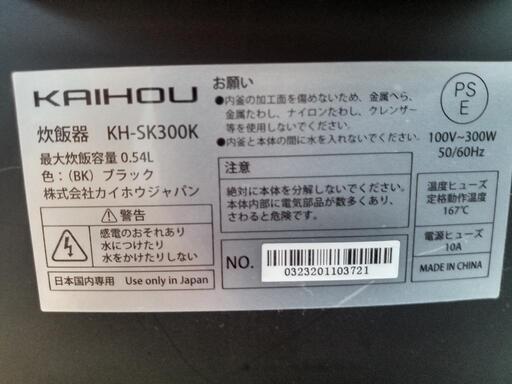 KAIHOU
炊飯器 KH-SK300K
最大炊飯容量 0.54L
色：(BK) ブラック
株式会社カイホウジャパン
警告
感電のおそれあり
水につけたり
水をかけたりしない
日本国内専用 Use only in Japan
お願い
●内釜の加工面を傷めないため、金属へら、
金属たわし、ナイロンたわし、クレンザー
等を使用しないでください。
●内釜と本体の間に水を入れないでください。
注意
絶対に本体を分解しないでください。
本体内部に電気部品が数多くあり、
さわると危険です。
NO.
0323201103721
PS
E
100V~300W
50/60Hz
温度ヒューズ
定格動作温度
167℃
電源ヒューズ
10A
MADE IN CHINA